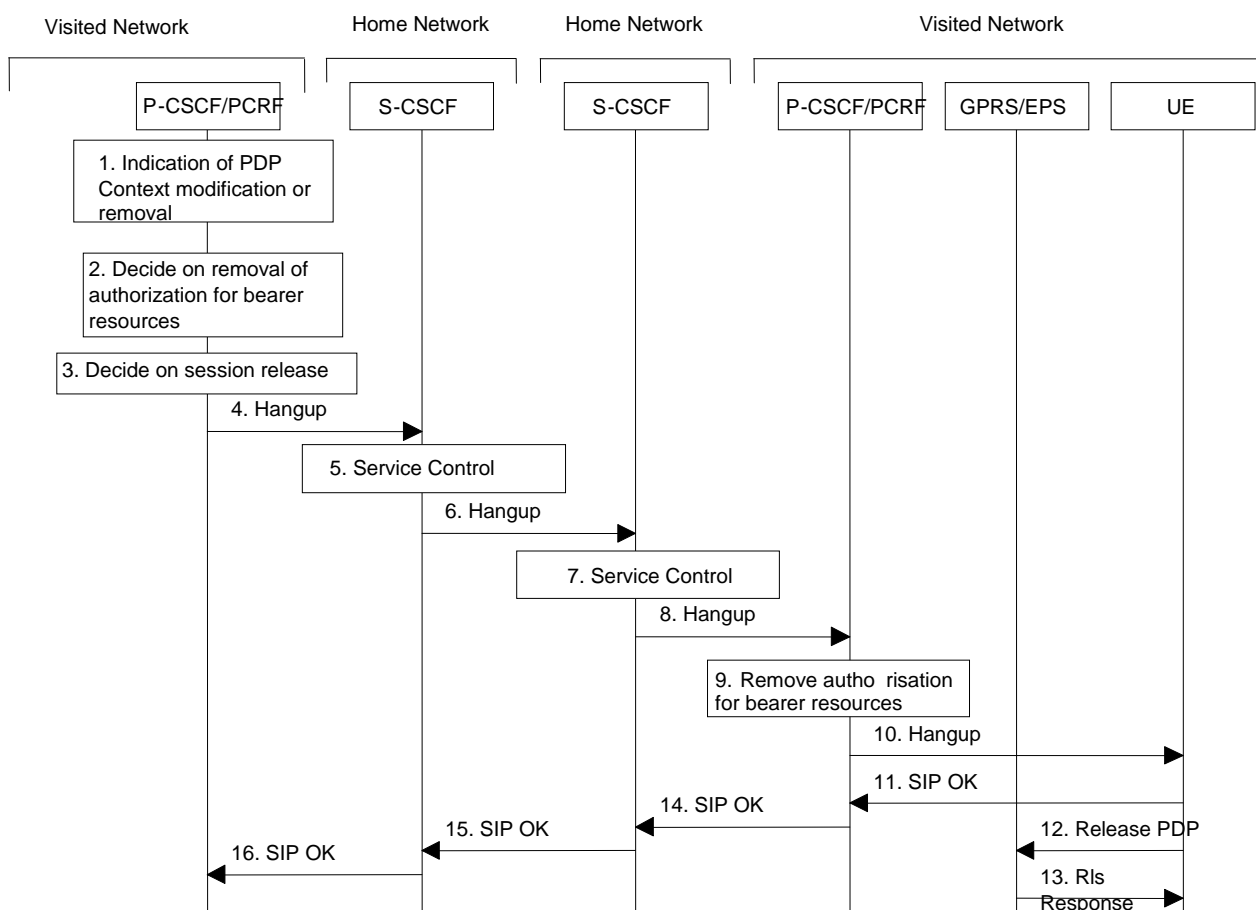 Visited Network
Home Network
Home Network
Visited Network
P-CSCF/PCRF
S-CSCF
S-CSCF
P-CSCF/PCRF
GPRS/EPS
UE
1. Indication of PDP
Context modification or
removal
2. Decide on removal of
authorization for bearer
resources
3. Decide on session release
4. Hangup
5. Service Control
6. Hangup
7. Service Control
8. Hangup
9. Remove autho risation
for bearer resources
10. Hangup
11. SIP OK
14. SIP OK
15. SIP OK
12. Release PDP
16. SIP OK
13. Rls
Response